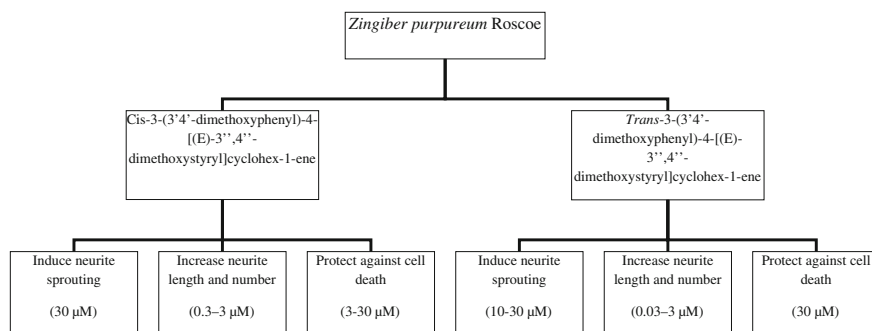 Zingiber purpureum Roscoe
Cis-3-(3’4’-dimethoxyphenyl)-4-
[(E)-3’’,4’’-
dimethoxystyryl]cyclohex-1-ene
Trans-3-(3’4’-
dimethoxyphenyl)-4-[(E)-
3’’,4’’-
dimethoxystyryl]cyclohex-1-ene
Induce neurite
sprouting
(30 µM)
Increase neurite
length and number
(0.3–3 µM)
Protect against cell
death
(3-30 µM)
Induce neurite
sprouting
(10-30 µM)
Increase neurite
length and number
(0.03–3 µM)
Protect against cell
death
(30 µM)